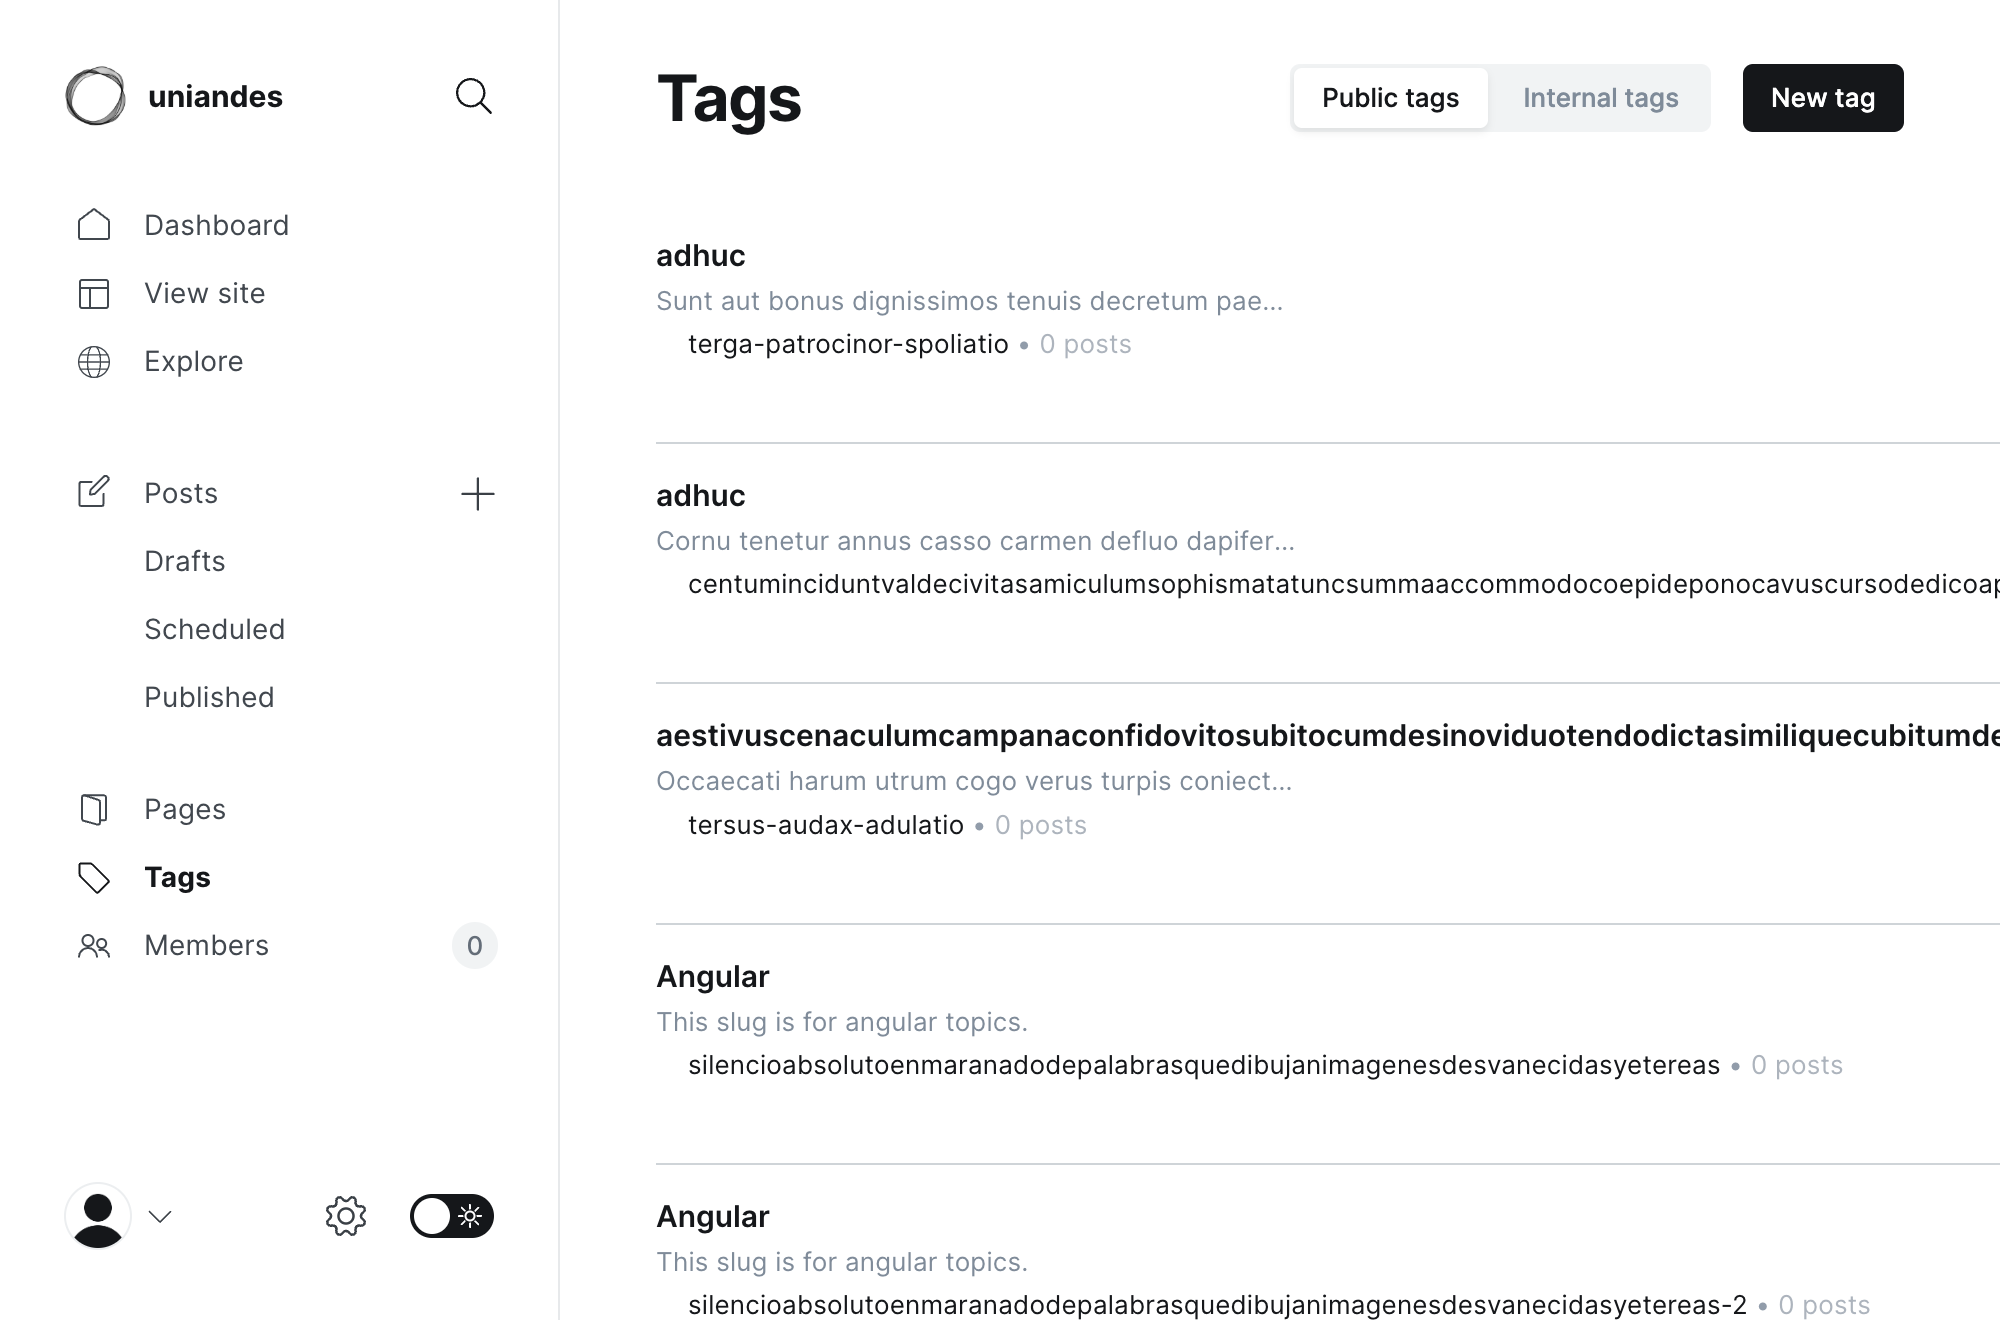 uniandes
Dashboard
View site
Explore
Posts
Drafts
Scheduled
Published
Pages
Tags
Members
0
Tags
Public tags
Internal tags
New tag
adhuc
Sunt aut bonus dignissimos tenuis decretum pae...
terga-patrocinor-spoliatio • 0 posts
adhuc
Cornu tenetur annus casso carmen defluo dapifer...
centuminciduntvaldecivitasamiculumsophismatatuncsummaaccommodocoepideponocavuscursodedicoap
aestivuscenaculumcampanaconfidovitosubitocumdesinoviduotendodictasimiliquecubitumde
Occaecati harum utrum cogo verus turpis coniect...
tersus-audax-adulatio • 0 posts
Angular
This slug is for angular topics.
silencioabsolutoenmaranadodepalabrasquedibujanimagenesdesvanecidasyetereas • 0 posts
Angular
This slug is for angular topics.
silencioabsolutoenmaranadodepalabrasquedibujanimagenesdesvanecidasyetereas-2 • 0 posts